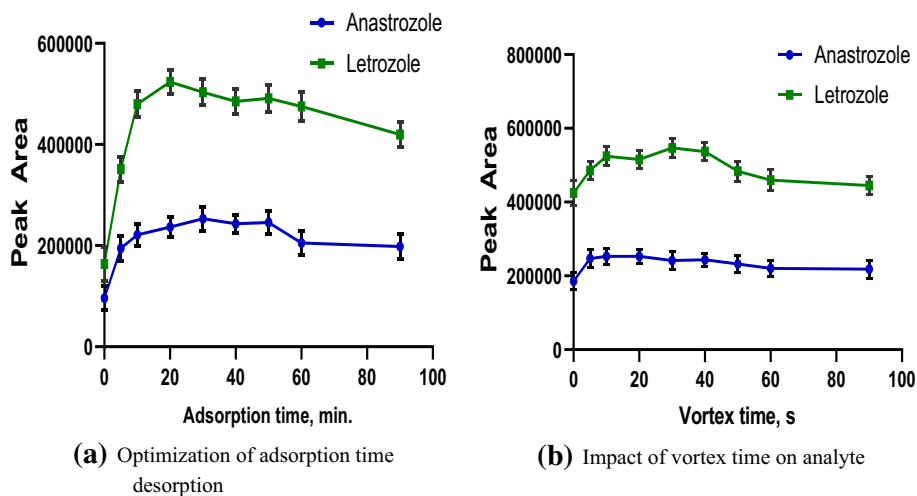 Anastrozole
Letrozole
600000
400000
200000
0
Peak Area
0 20 40 60 80 100
Adsorption time, min.
(a) Optimization of adsorption time
desorption
Anastrozole
Letrozole
800000
600000
400000
200000
0
Peak Area
0 20 40 60 80 100
Vortex time, s
(b) Impact of vortex time on analyte